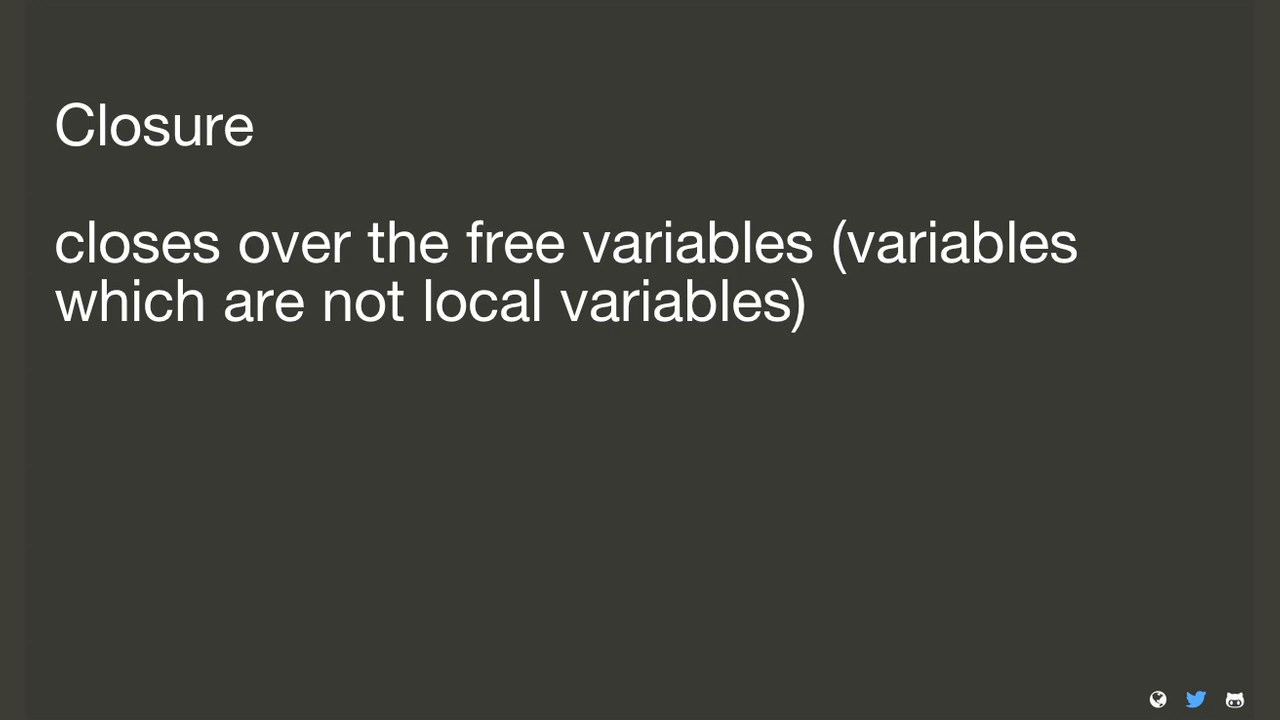 Closure
closes over the free variables (variables
which are not local variables)